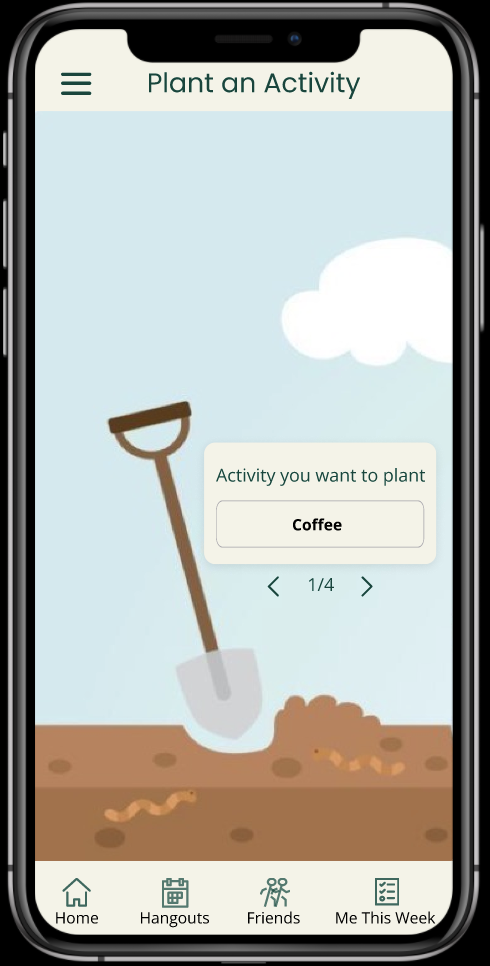 Plant an Activity
Activity you want to plant
Coffee
1/4
Home Hangouts Friends Me This Week